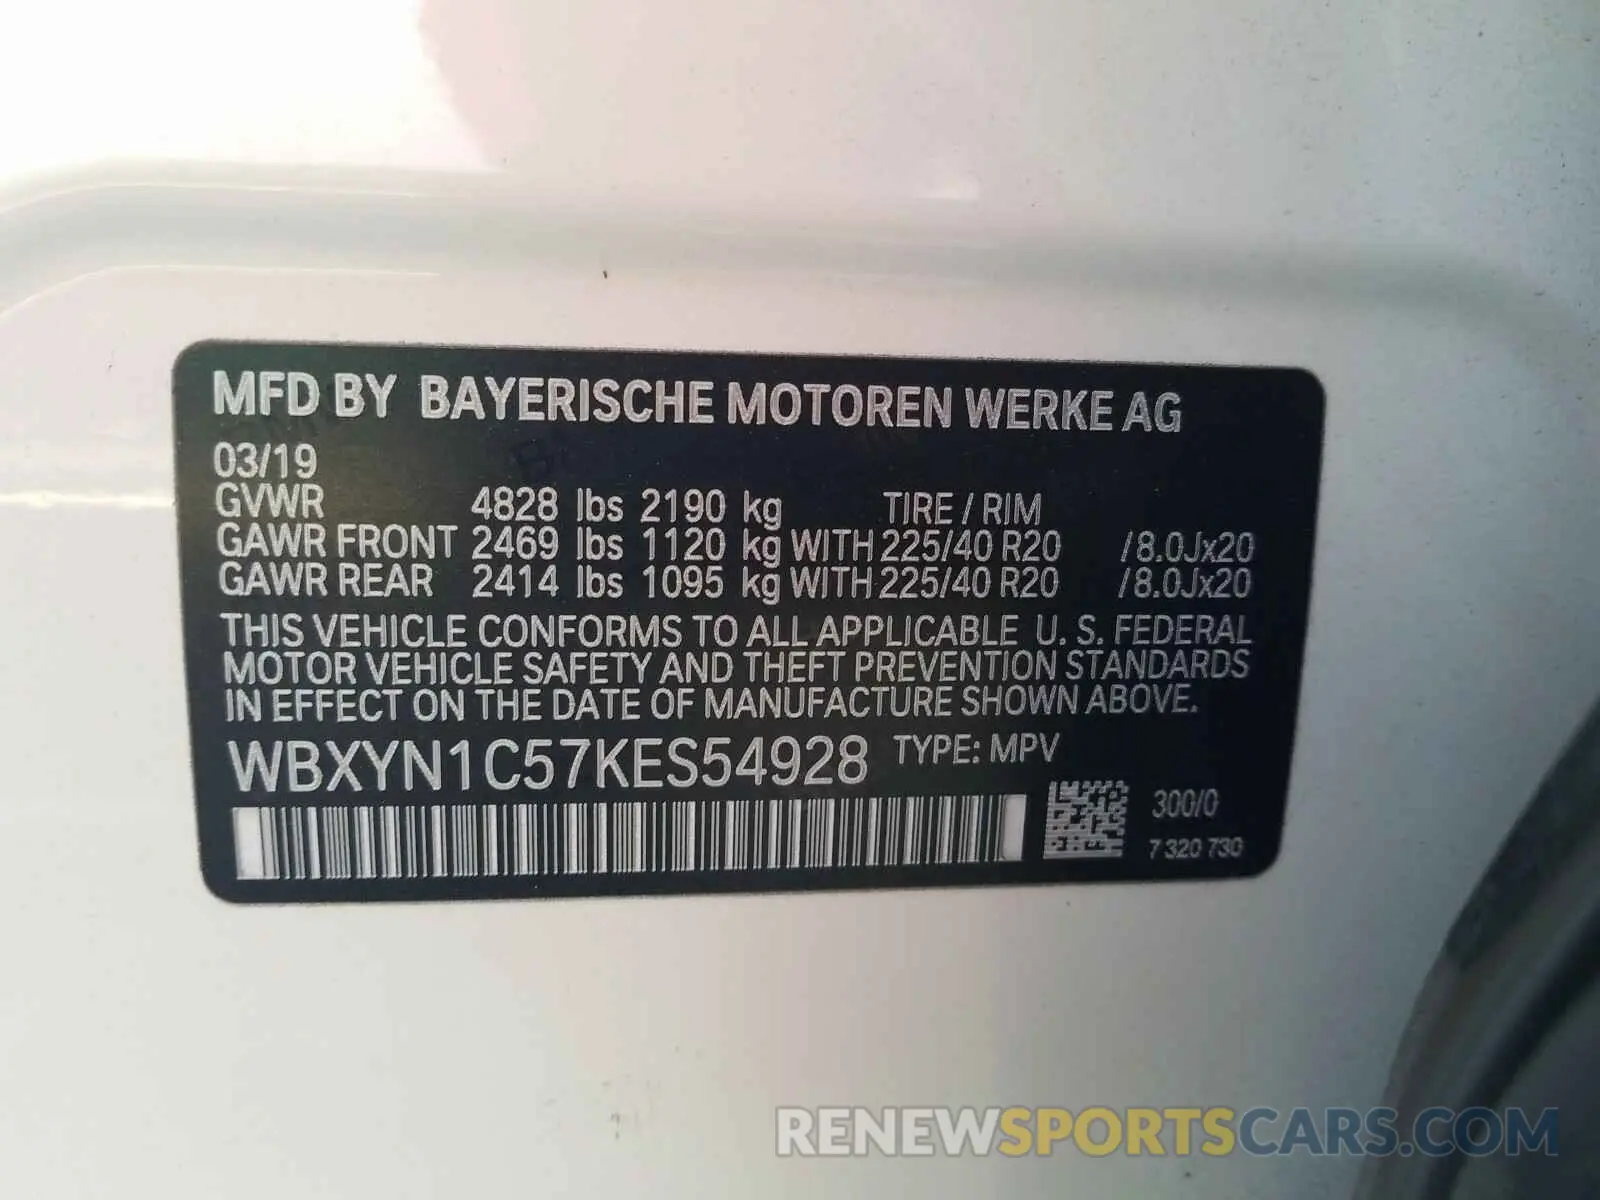 MFD BY BAYERISCHE MOTOREN WERKE AG
03/19
GVWR 4828 lbs 2190 kg TIRE / RIM
GAWR FRONT 2469 lbs 1120 kg WITH 225/40 R20 /8.0Jx20
GAWR REAR 2414 lbs 1095 kg WITH 225/40 R20 /8.0Jx20
THIS VEHICLE CONFORMS TO ALL APPLICABLE U. S. FEDERAL
MOTOR VEHICLE SAFETY AND THEFT PREVENTION STANDARDS
IN EFFECT ON THE DATE OF MANUFACTURE SHOWN ABOVE.
WBXYN1C57KES54928 TYPE: MPV
300/0
7 320 730
RENEWSPORTSCARS.COM